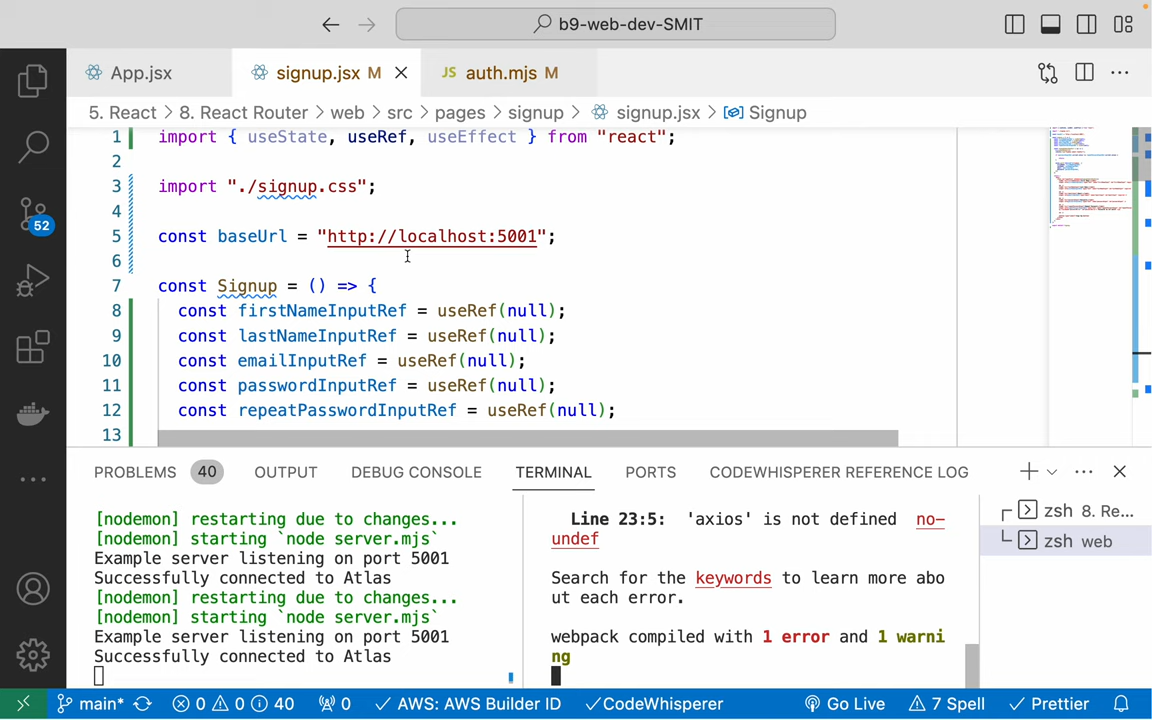 b9-web-dev-SMIT
App.jsx
signup.jsx M
JS auth.mjs M
5. React > 8. React Router > web > src > pages > signup > signup.jsx > Signup
1 import { useState, useRef, useEffect } from "react";
2
3 import "./signup.css";
4
5 const baseUrl = "http://localhost:5001";
6
7 const Signup = () => {
8 const firstNameInputRef = useRef(null);
9 const lastNameInputRef = useRef(null);
10 const emailInputRef = useRef(null);
11 const passwordInputRef = useRef(null);
12 const repeatPasswordInputRef = useRef(null);
13
52
PROBLEMS 40 OUTPUT DEBUG CONSOLE TERMINAL PORTS CODEWHISPERER REFERENCE LOG
[nodemon] restarting due to changes...
[nodemon] starting `node server.mjs`
Example server listening on port 5001
Successfully connected to Atlas
[nodemon] restarting due to changes...
[nodemon] starting `node server.mjs`
Example server listening on port 5001
Successfully connected to Atlas
Line 23:5: 'axios' is not defined no-
undef
Search for the keywords to learn more abo
ut each error.
webpack compiled with 1 error and 1 warni
ng
zsh 8. Re...
zsh web
main* 0 0 40 0 AWS: AWS Builder ID CodeWhisperer Go Live 7 Spell Prettier